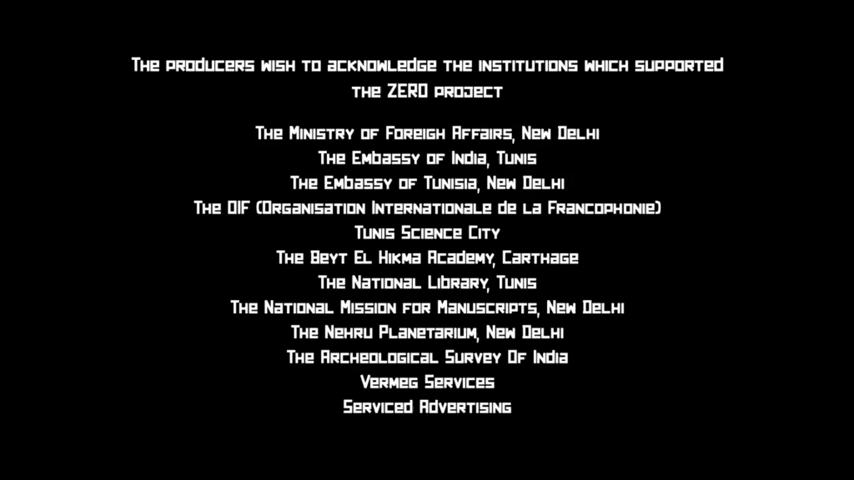 The producers wish to acknowledge the institutions which supported
the ZERO project
The Ministry of Foreigh Affairs, New Delhi
The Embassy of India, Tunis
The Embassy of Tunisia, New Delhi
The OIF (Organisation Internationale de la Francophonie)
Tunis Science City
The Beyt El Hikma Academy, Carthage
The National Library, Tunis
The National Mission for Manuscripts, New Delhi
The Nehru Planetarium, New Delhi
The Archeological Survey Of India
Vermeg Services
Serviced Advertising